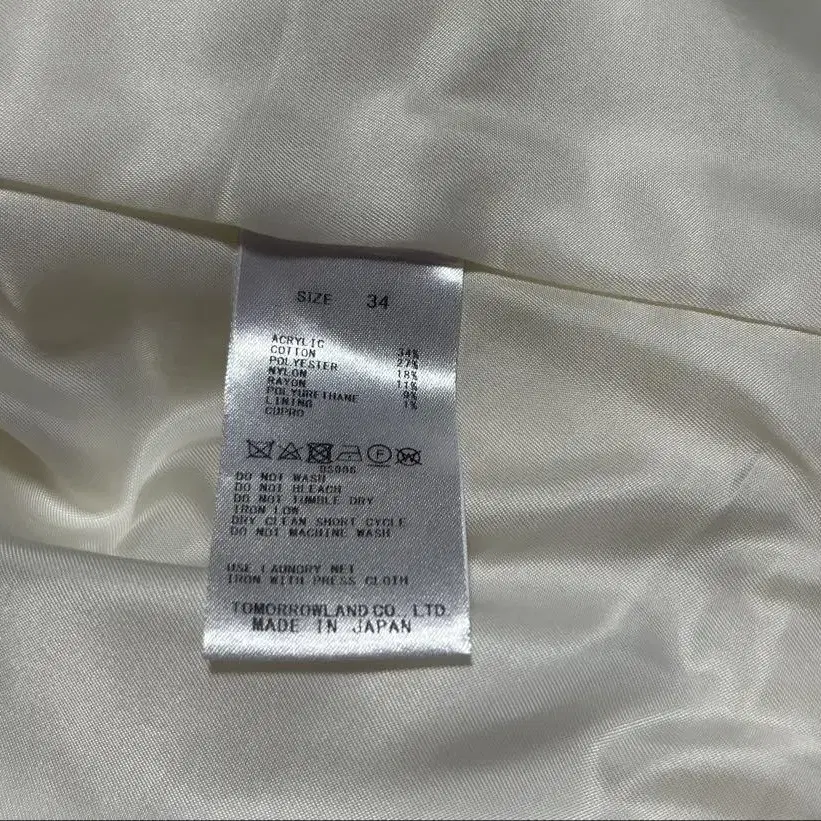 SIZE 34
ACRYLIC 34%
COTTON 27%
POLYESTER 18%
NYLON 11%
RAYON 9%
POLYURETHANE 1%
LINING
CUPRO
DO NOT WASH
DO NOT BLEACH
DO NOT TUMBLE DRY
IRON LOW
DRY CLEAN SHORT CYCLE
DO NOT MACHINE WASH
USE LAUNDRY NET
IRON WITH PRESS CLOTH
TOMORROWLAND CO., LTD.
MADE IN JAPAN